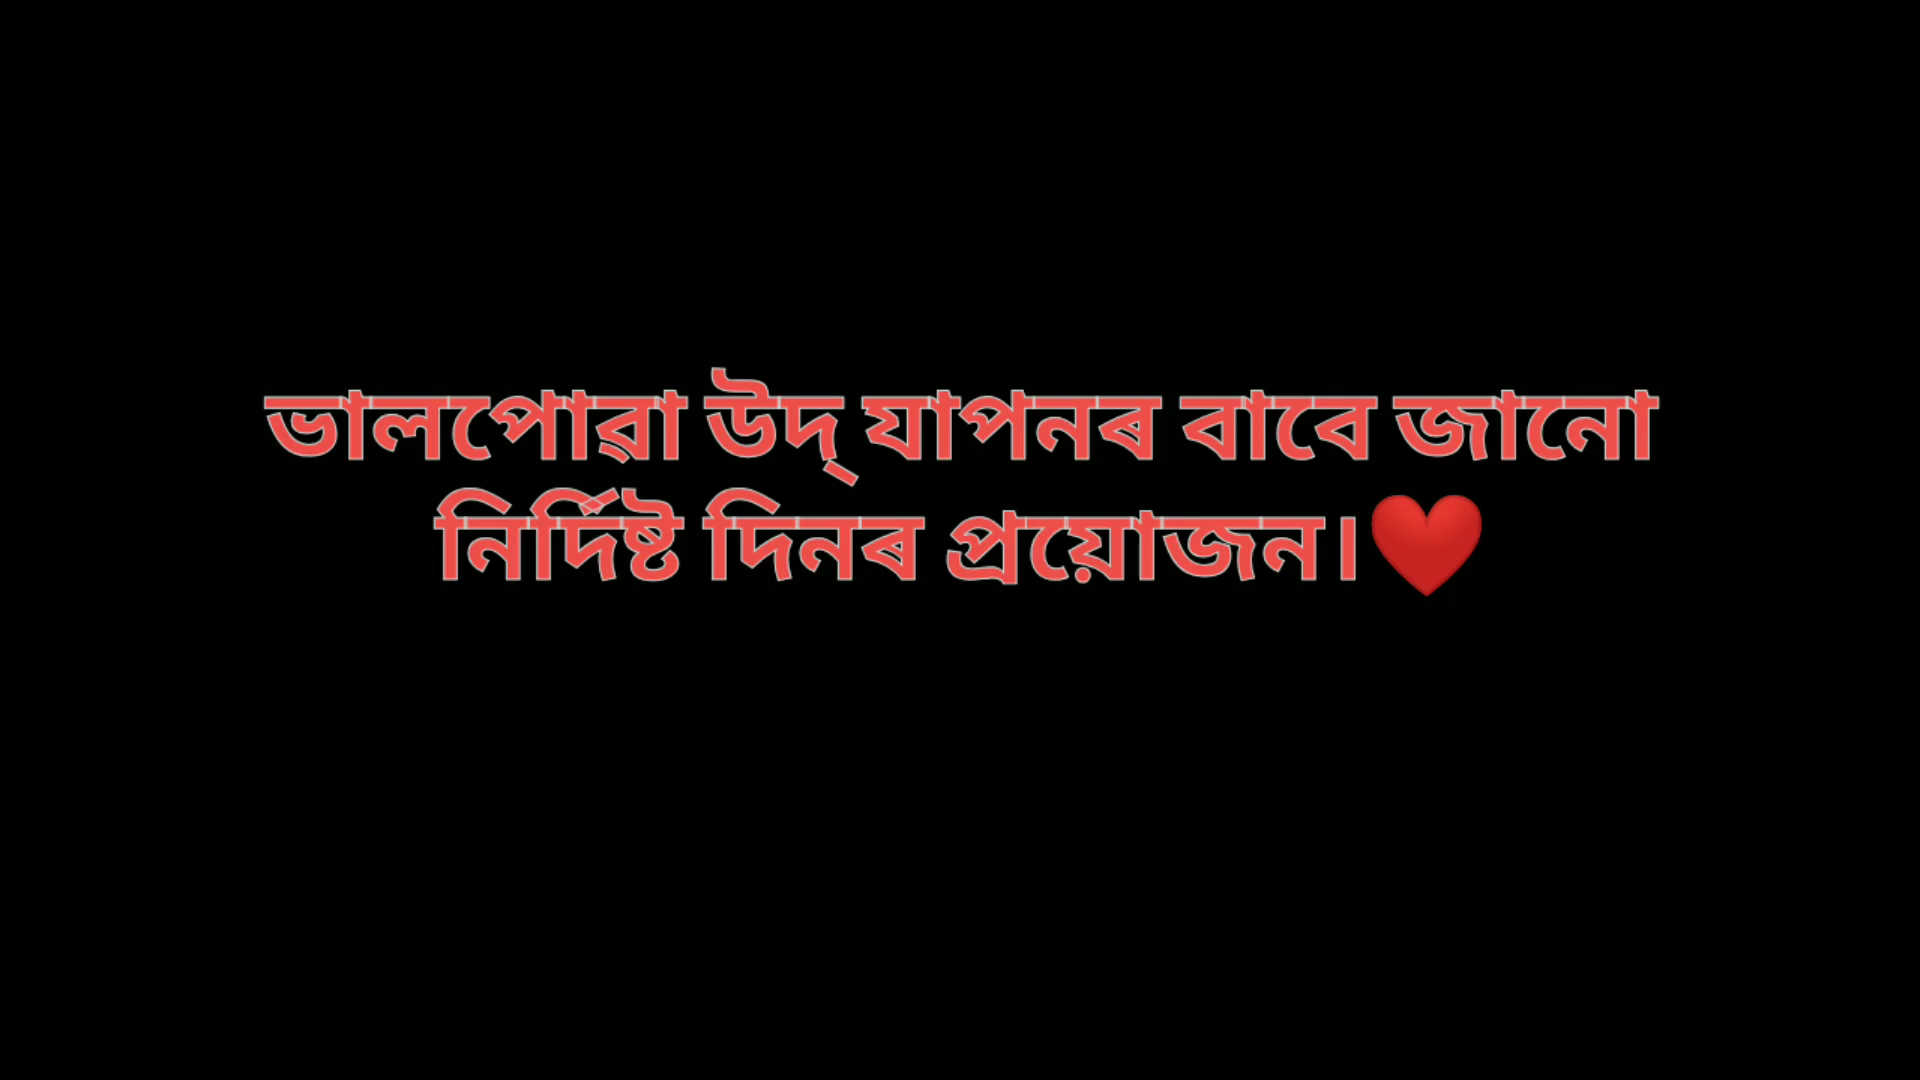 ভালপোৱা উদ্ যাপনৰ বাবে জানো
নিৰ্দিষ্ট দিনৰ প্ৰয়োজন।❤️